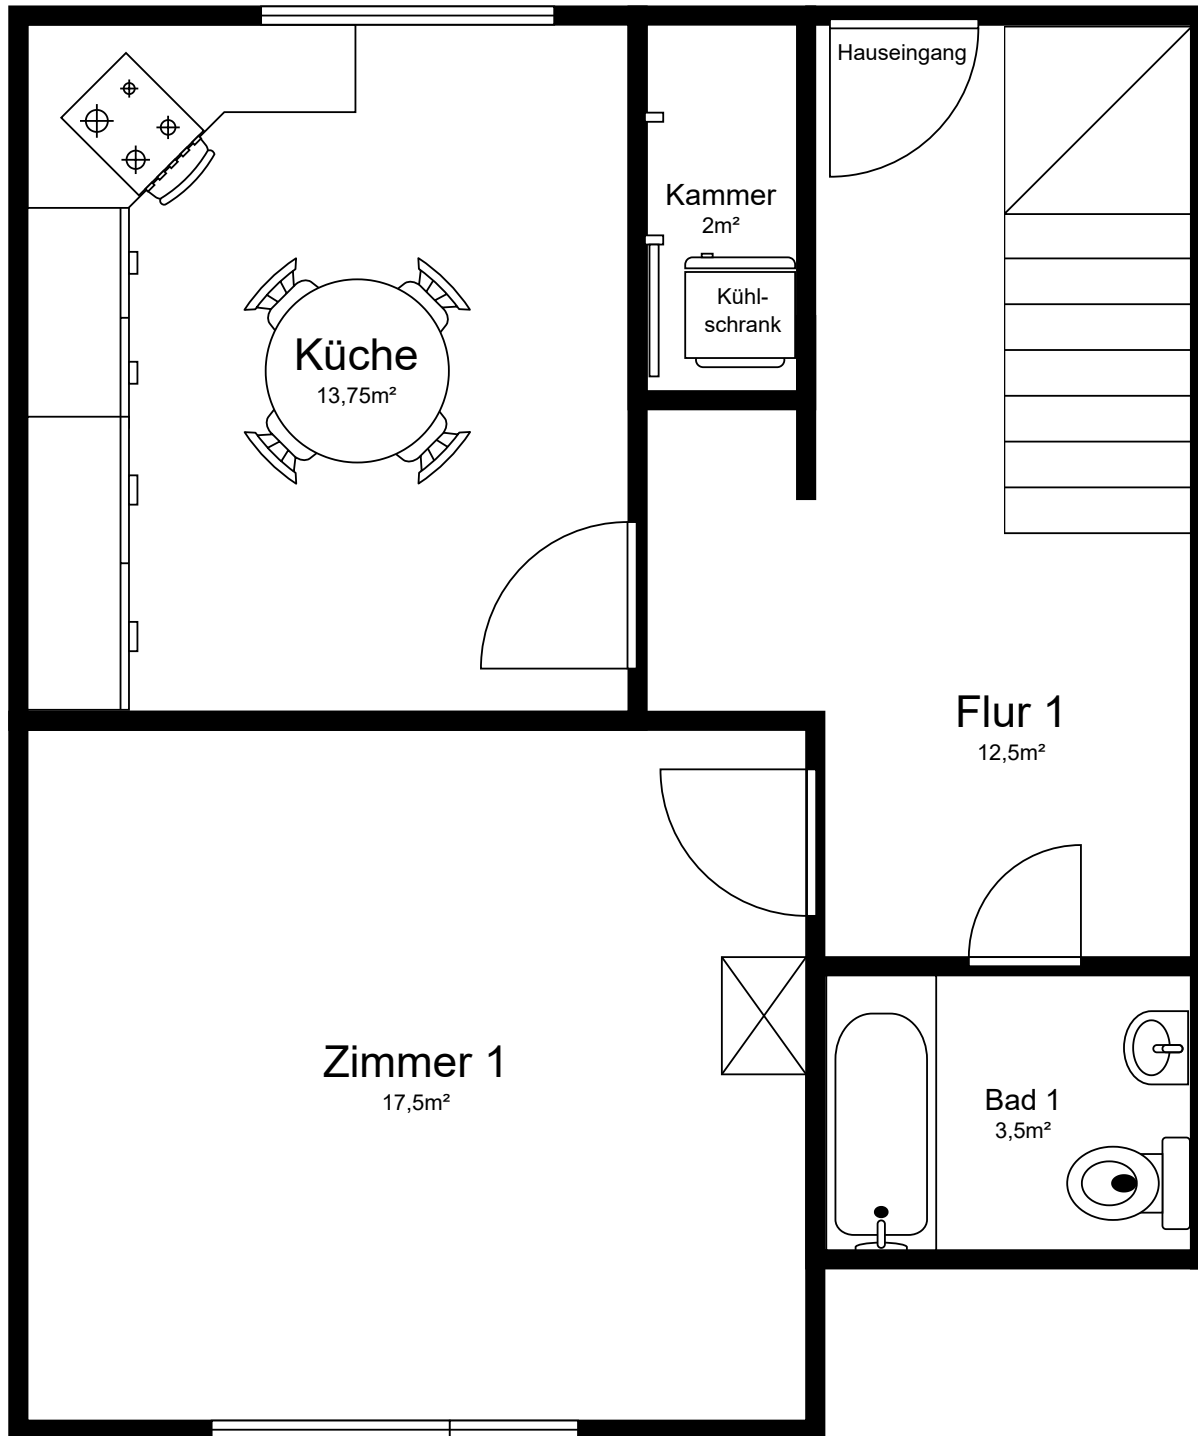 Hauseingang
Kammer
2m²
Kühl-
schrank
Küche
13,75m²
Flur 1
12,5m²
Zimmer 1
17,5m²
Bad 1
3,5m²